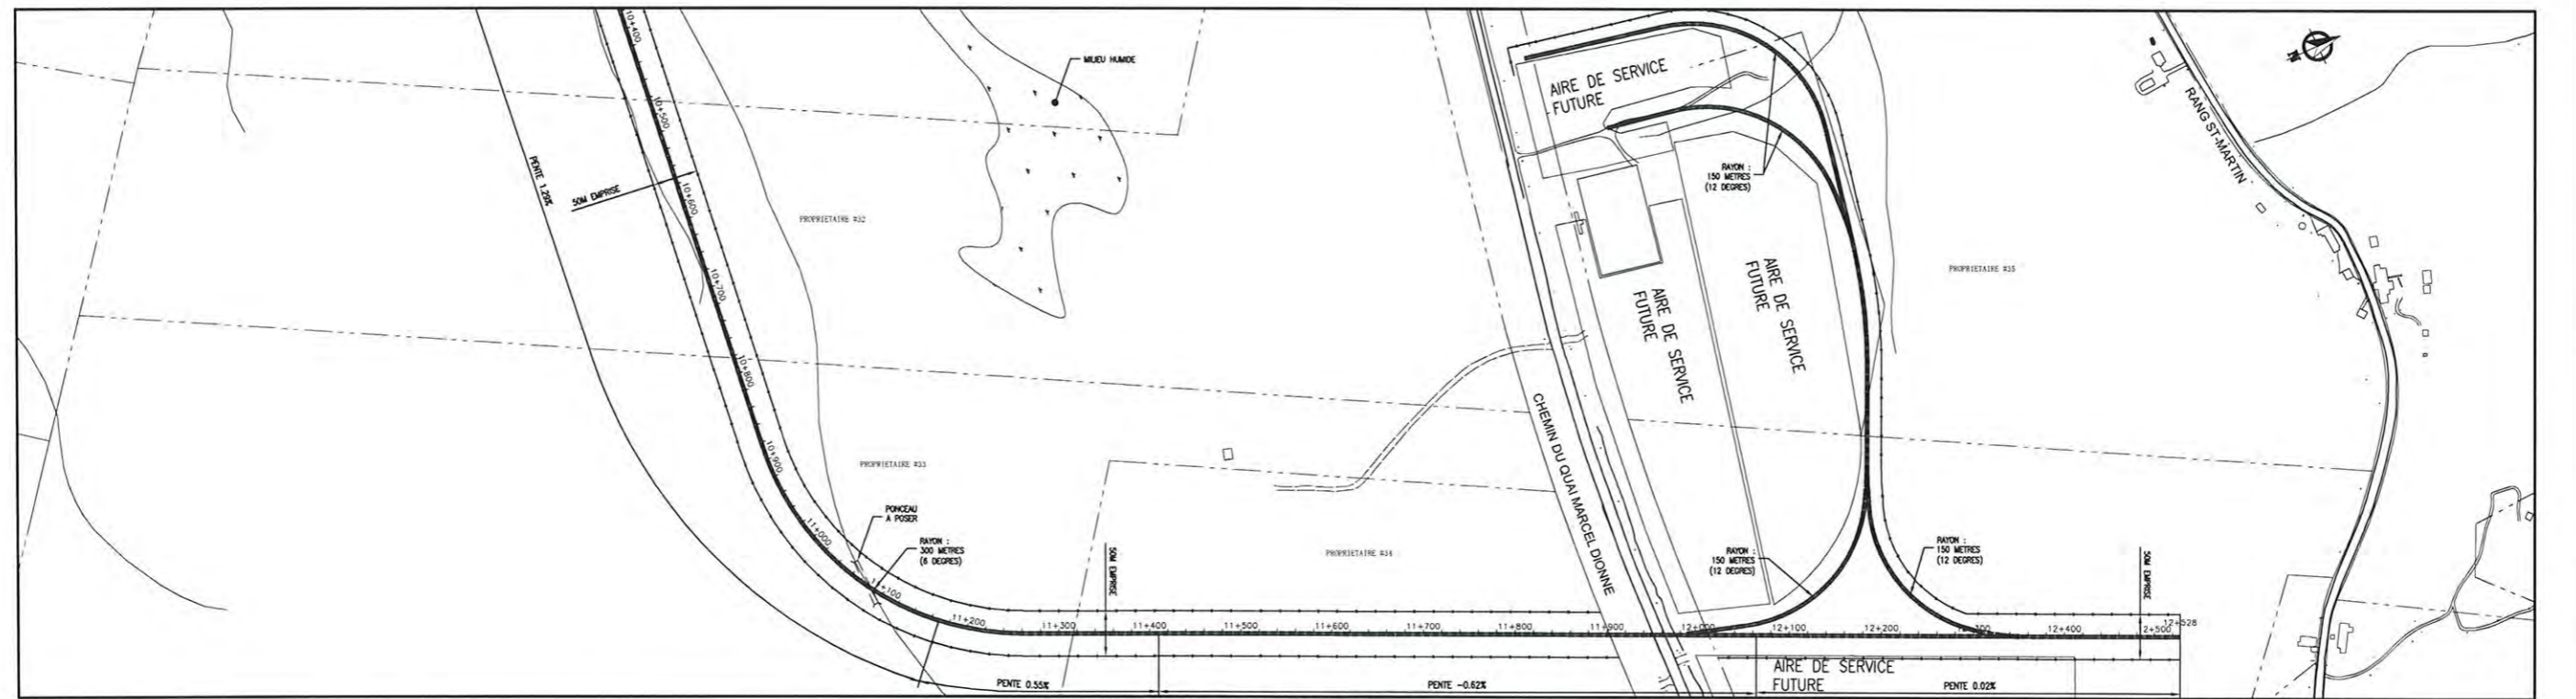 10+400
MILIEU HUMIDE
AIRE DE SERVICE
FUTURE
N
RANG ST-MARTIN
10+500
PENTE 1.29%
50M EMPRISE
10+600
PROPRIETAIRE #32
RAYON :
150 METRES
(12 DEGRES)
10+700
AIRE DE SERVICE
FUTURE
AIRE DE SERVICE
FUTURE
PROPRIETAIRE #35
10+800
CHEMIN DU QUAI MARCEL DIONNE
10+900
PROPRIETAIRE #33
PONCEAU
A POSER
11+000
RAYON :
300 METRES
(6 DEGRES)
11+100
50M EMPRISE
PROPRIETAIRE #34
RAYON :
150 METRES
(12 DEGRES)
RAYON :
150 METRES
(12 DEGRES)
50M EMPRISE
11+200
11+300
11+400
11+500
11+600
11+700
11+800
11+900
12+000
12+100
12+200
12+300
12+400
12+500
12+528
PENTE 0.55%
PENTE -0.62%
AIRE DE SERVICE
FUTURE
PENTE 0.02%